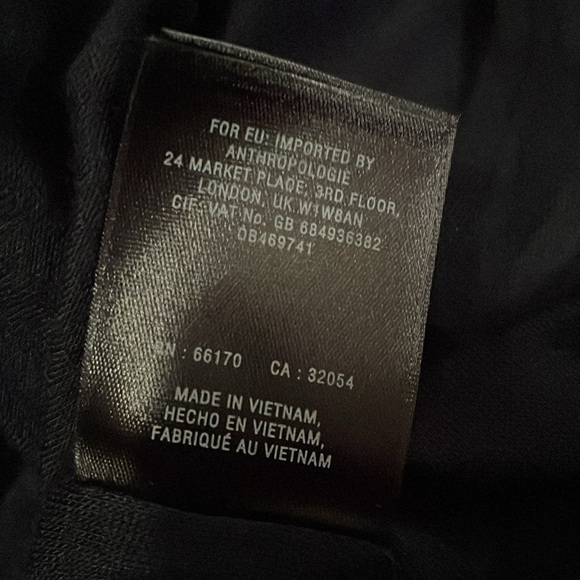 FOR EU: IMPORTED BY
ANTHROPOLOGIE
24 MARKET PLACE, 3RD FLOOR,
LONDON, UK W1W8AN
CIF-VAT No. GB 684936382
OB469741
RN : 66170 CA : 32054
MADE IN VIETNAM,
HECHO EN VIETNAM,
FABRIQUÉ AU VIETNAM